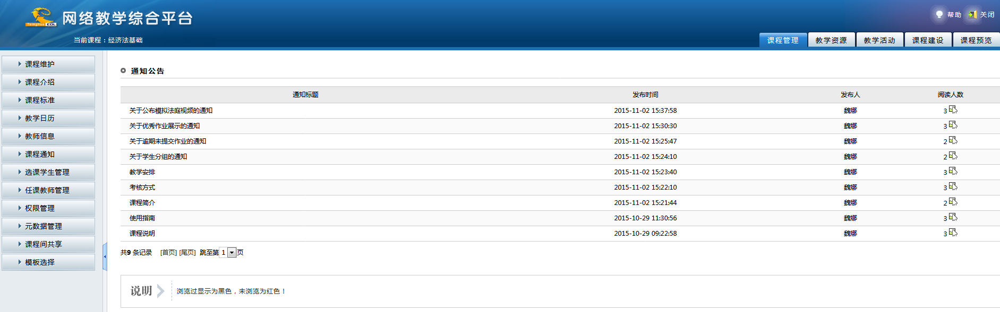 TsinghuaEOL 网络教学综合平台
帮助 关闭
当前课程：经济法基础
课程管理 教学资源 教学活动 课程建设 课程预览
课程维护
课程介绍
课程标准
教学日历
教师信息
课程通知
选课学生管理
任课教师管理
权限管理
元数据管理
课程间共享
模板选择
通知公告
通知标题 发布时间 发布人 阅读人数
关于公布模拟法庭视频的通知 2015-11-02 15:37:58 魏娜 3
关于优秀作业展示的通知 2015-11-02 15:30:30 魏娜 3
关于逾期未提交作业的通知 2015-11-02 15:25:47 魏娜 2
关于学生分组的通知 2015-11-02 15:24:10 魏娜 2
教学安排 2015-11-02 15:23:40 魏娜 3
考核方式 2015-11-02 15:22:10 魏娜 3
课程简介 2015-11-02 15:21:44 魏娜 2
使用指南 2015-10-29 11:30:56 魏娜 3
课程说明 2015-10-29 09:22:58 魏娜 3
共9 条记录 [首页] [尾页] 跳至第 1 页
说明 浏览过显示为黑色，未浏览为红色！